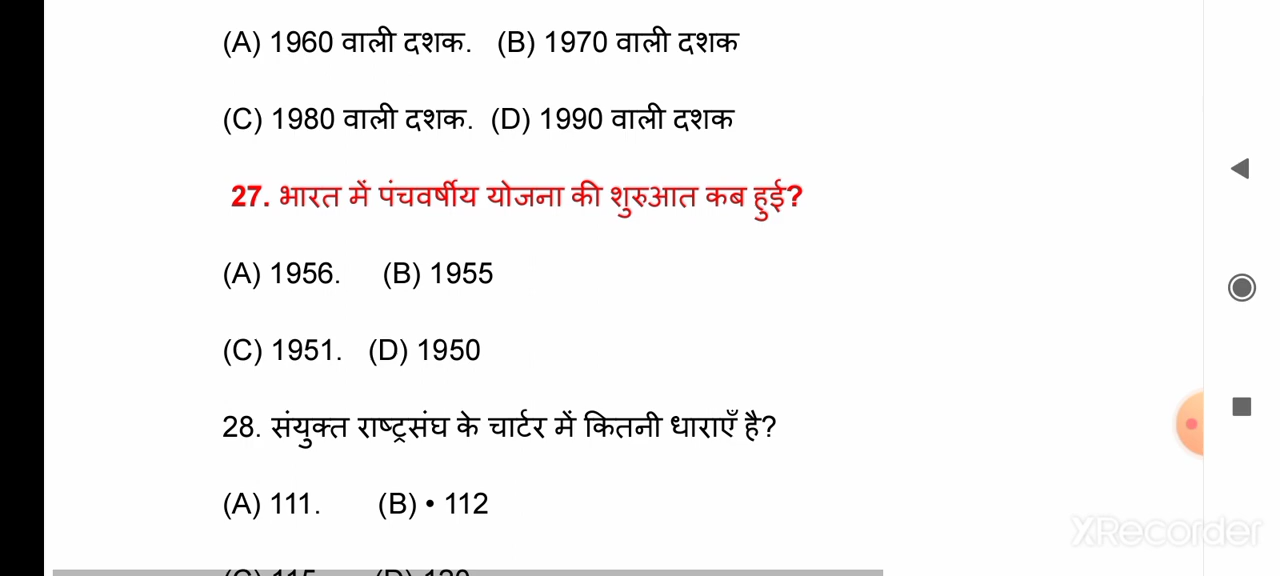 (A) 1960 वाली दशक. (B) 1970 वाली दशक
(C) 1980 वाली दशक. (D) 1990 वाली दशक
27. भारत में पंचवर्षीय योजना की शुरुआत कब हुई?
(A) 1956. (B) 1955
(C) 1951. (D) 1950
28. संयुक्त राष्ट्रसंघ के चार्टर में कितनी धाराएँ है?
(A) 111. (B) • 112
XRecorder